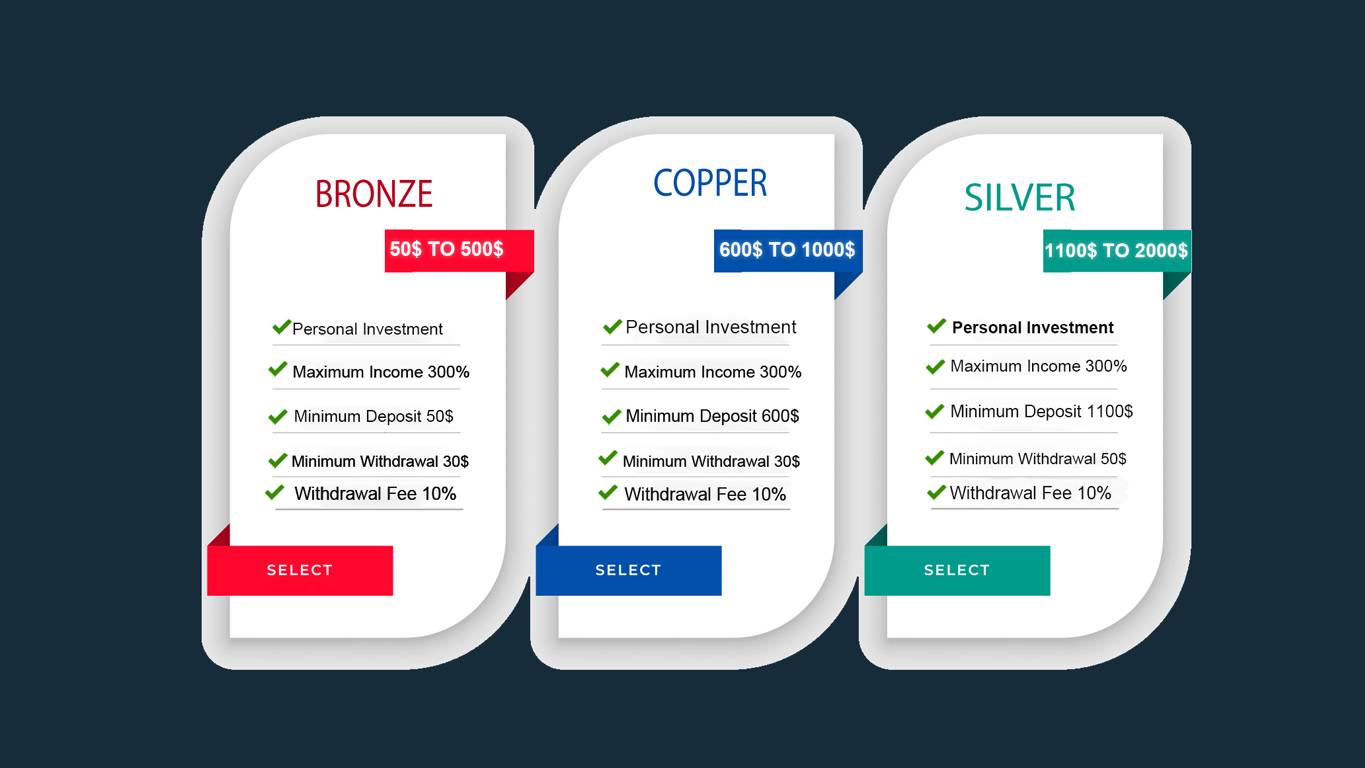 BRONZE
50$ TO 500$
Personal Investment
Maximum Income 300%
Minimum Deposit 50$
Minimum Withdrawal 30$
Withdrawal Fee 10%
SELECT
COPPER
600$ TO 1000$
Personal Investment
Maximum Income 300%
Minimum Deposit 600$
Minimum Withdrawal 30$
Withdrawal Fee 10%
SELECT
SILVER
1100$ TO 2000$
Personal Investment
Maximum Income 300%
Minimum Deposit 1100$
Minimum Withdrawal 50$
Withdrawal Fee 10%
SELECT